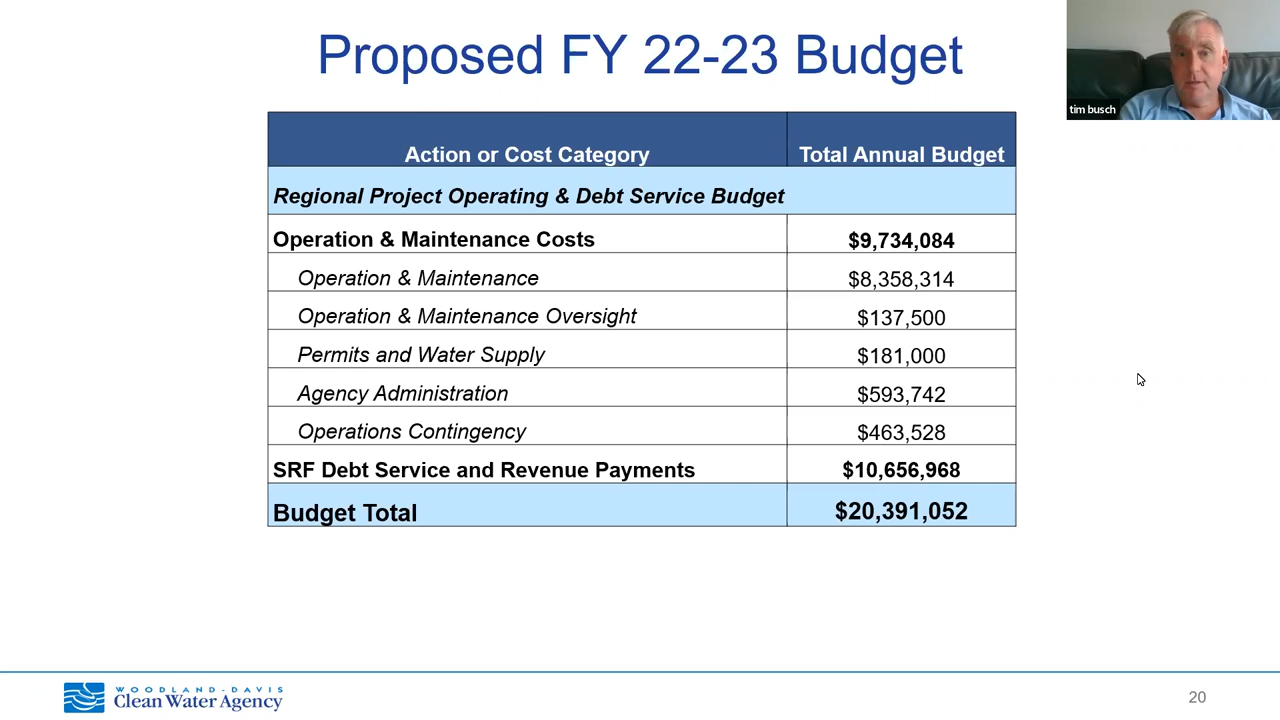 Proposed FY 22-23 Budget
tim busch
Action or Cost Category Total Annual Budget
Regional Project Operating & Debt Service Budget
Operation & Maintenance Costs $9,734,084
Operation & Maintenance $8,358,314
Operation & Maintenance Oversight $137,500
Permits and Water Supply $181,000
Agency Administration $593,742
Operations Contingency $463,528
SRF Debt Service and Revenue Payments $10,656,968
Budget Total $20,391,052
WOODLAND-DAVIS
Clean Water Agency
20